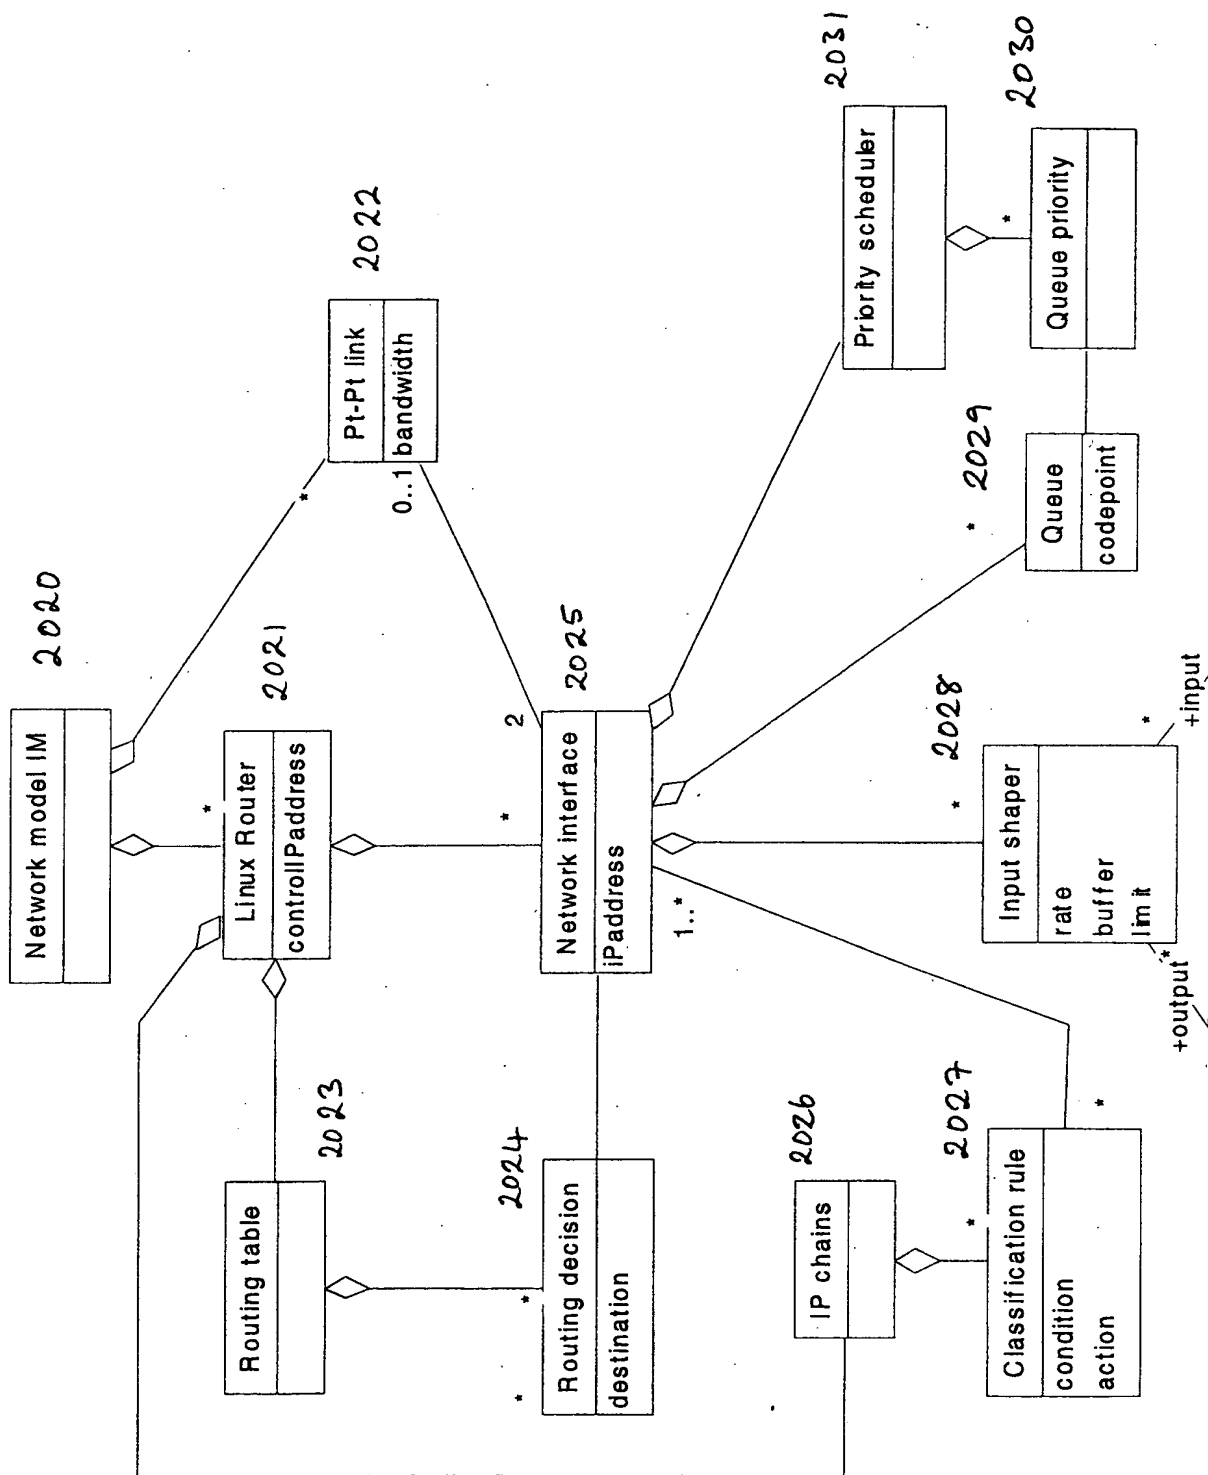 Network model IM
2020
Linux Router
controlIPaddress
2021
0..1
Pt-Pt link
bandwidth
2022
*
*
Routing table
2023
*
*
Routing decision
destination
2024
*
2
Network interface
iPaddress
2025
1..*
IP chains
2026
*
Classification rule
condition
action
2027
*
*
Input shaper
rate
buffer
limit
2028
*
+output
*
+input
*
Queue
codepoint
2029
Priority scheduler
2031
*
Queue priority
2030